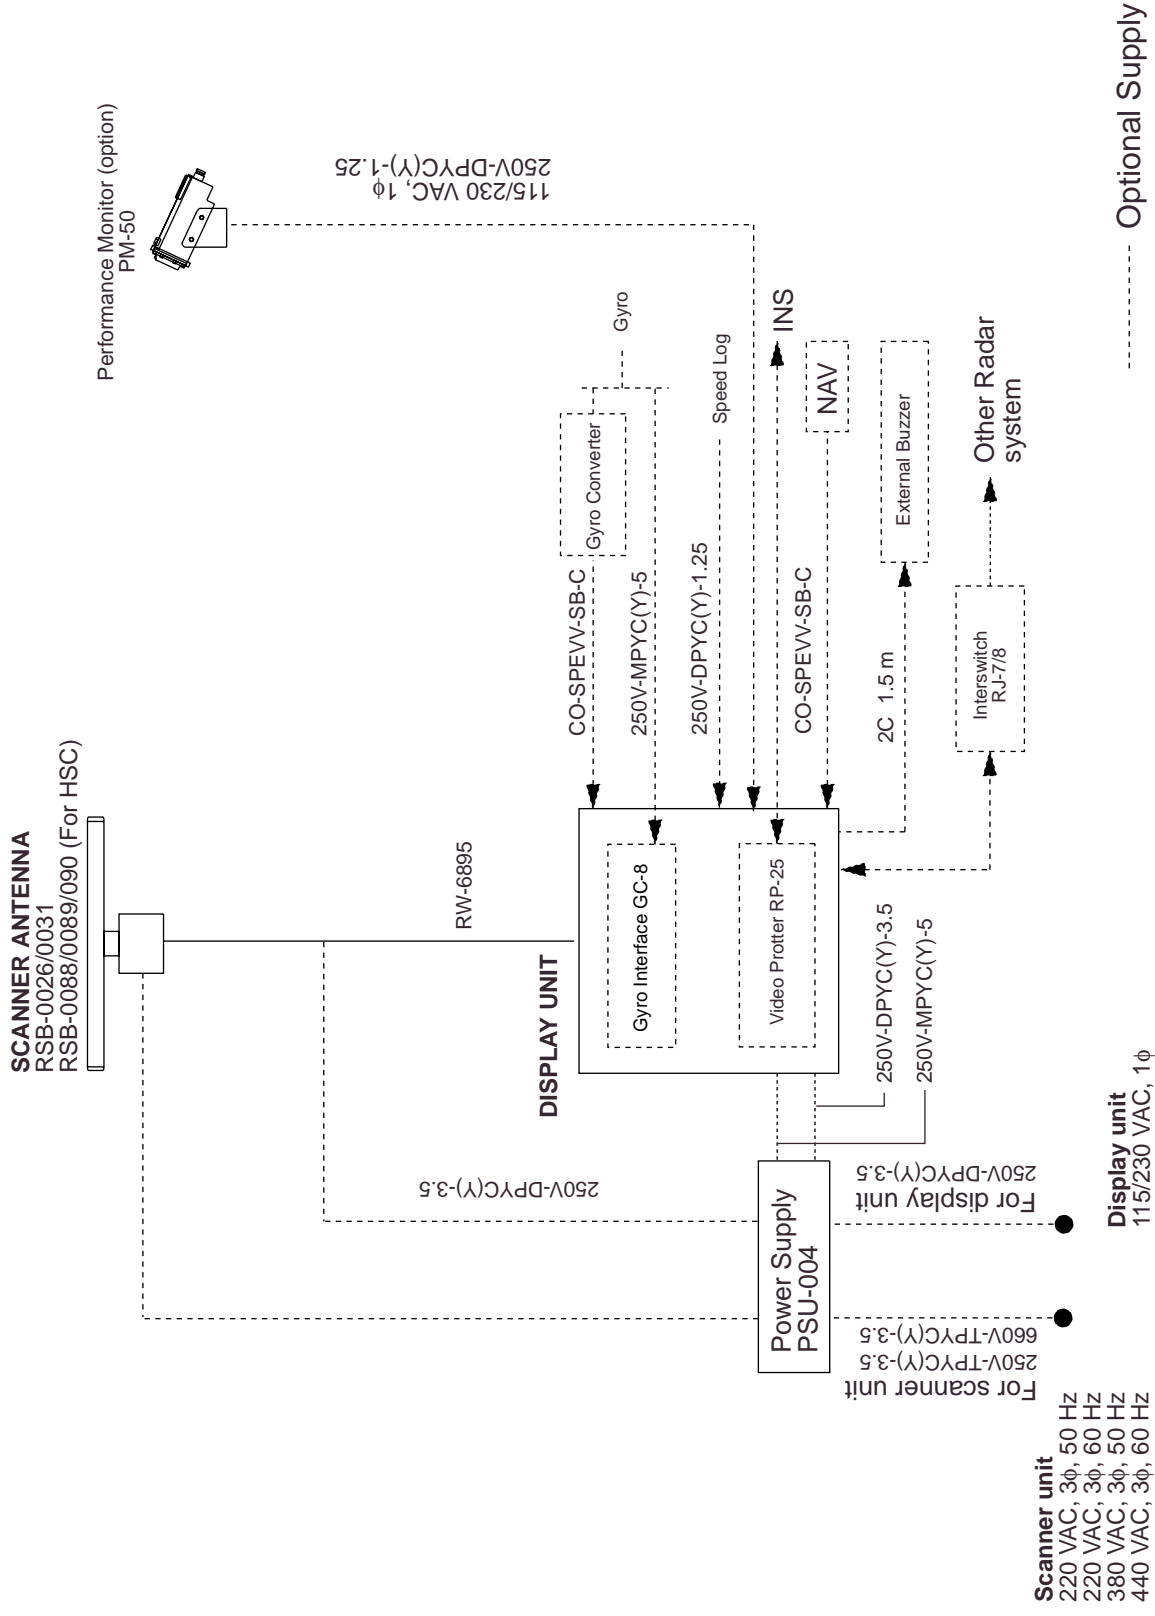 SCANNER ANTENNA
RSB-0026/0031
RSB-0088/0089/090 (For HSC)
Performance Monitor (option)
PM-50
115/230 VAC, 1φ
250V-DPYC(Y)-1.25
RW-6895
DISPLAY UNIT
Gyro Interface GC-8
Video Protter RP-25
CO-SPEVV-SB-C
Gyro Converter
Gyro
250V-MPYC(Y)-5
250V-DPYC(Y)-1.25
Speed Log
INS
CO-SPEVV-SB-C
NAV
2C 1.5 m
External Buzzer
Interswitch
RJ-7/8
Other Radar
system
250V-DPYC(Y)-3.5
250V-DPYC(Y)-3.5
250V-MPYC(Y)-5
Power Supply
PSU-004
For display unit
250V-DPYC(Y)-3.5
For scanner unit
250V-TPYC(Y)-3.5
660V-TPYC(Y)-3.5
Scanner unit
220 VAC, 3φ, 50 Hz
220 VAC, 3φ, 60 Hz
380 VAC, 3φ, 50 Hz
440 VAC, 3φ, 60 Hz
Display unit
115/230 VAC, 1φ
Optional Supply